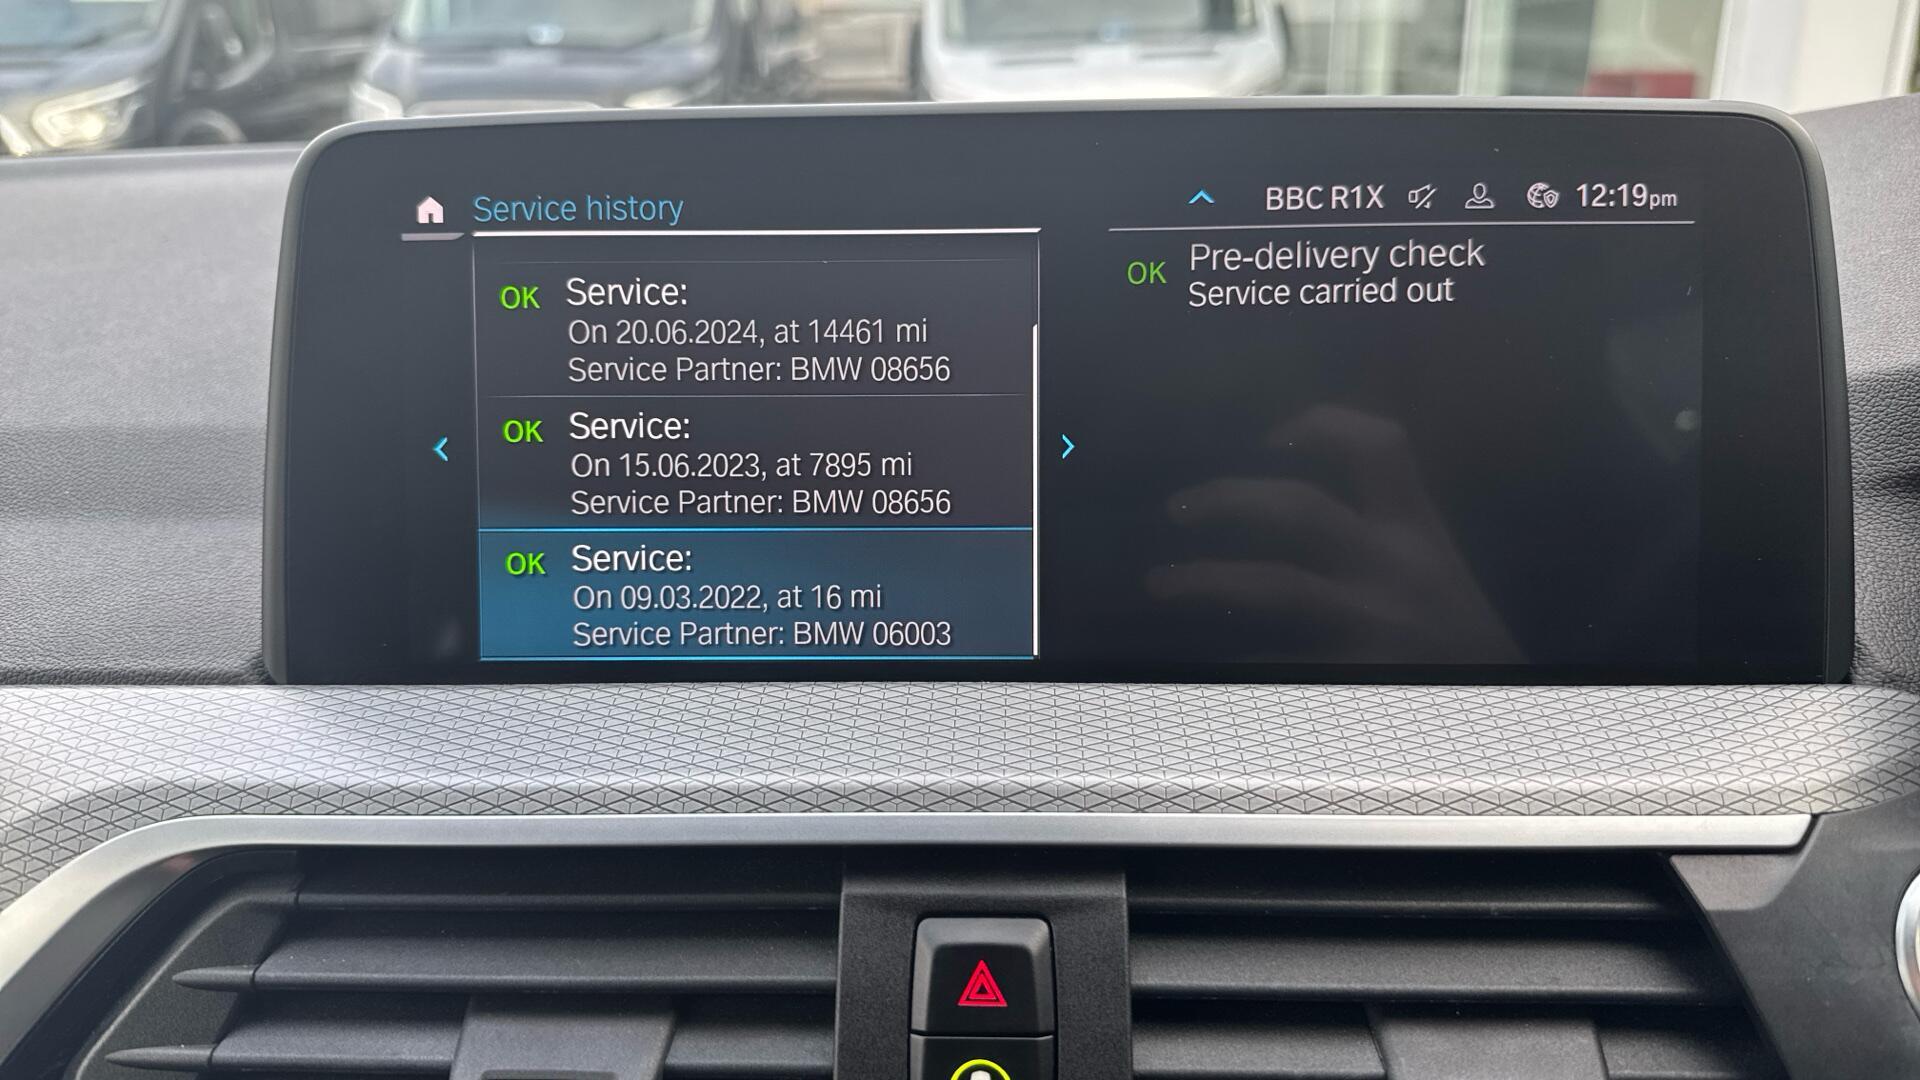 Service history
BBC R1X 12:19pm
OK Service:
On 20.06.2024, at 14461 mi
Service Partner: BMW 08656
OK Service:
On 15.06.2023, at 7895 mi
Service Partner: BMW 08656
OK Service:
On 09.03.2022, at 16 mi
Service Partner: BMW 06003
OK Pre-delivery check
Service carried out